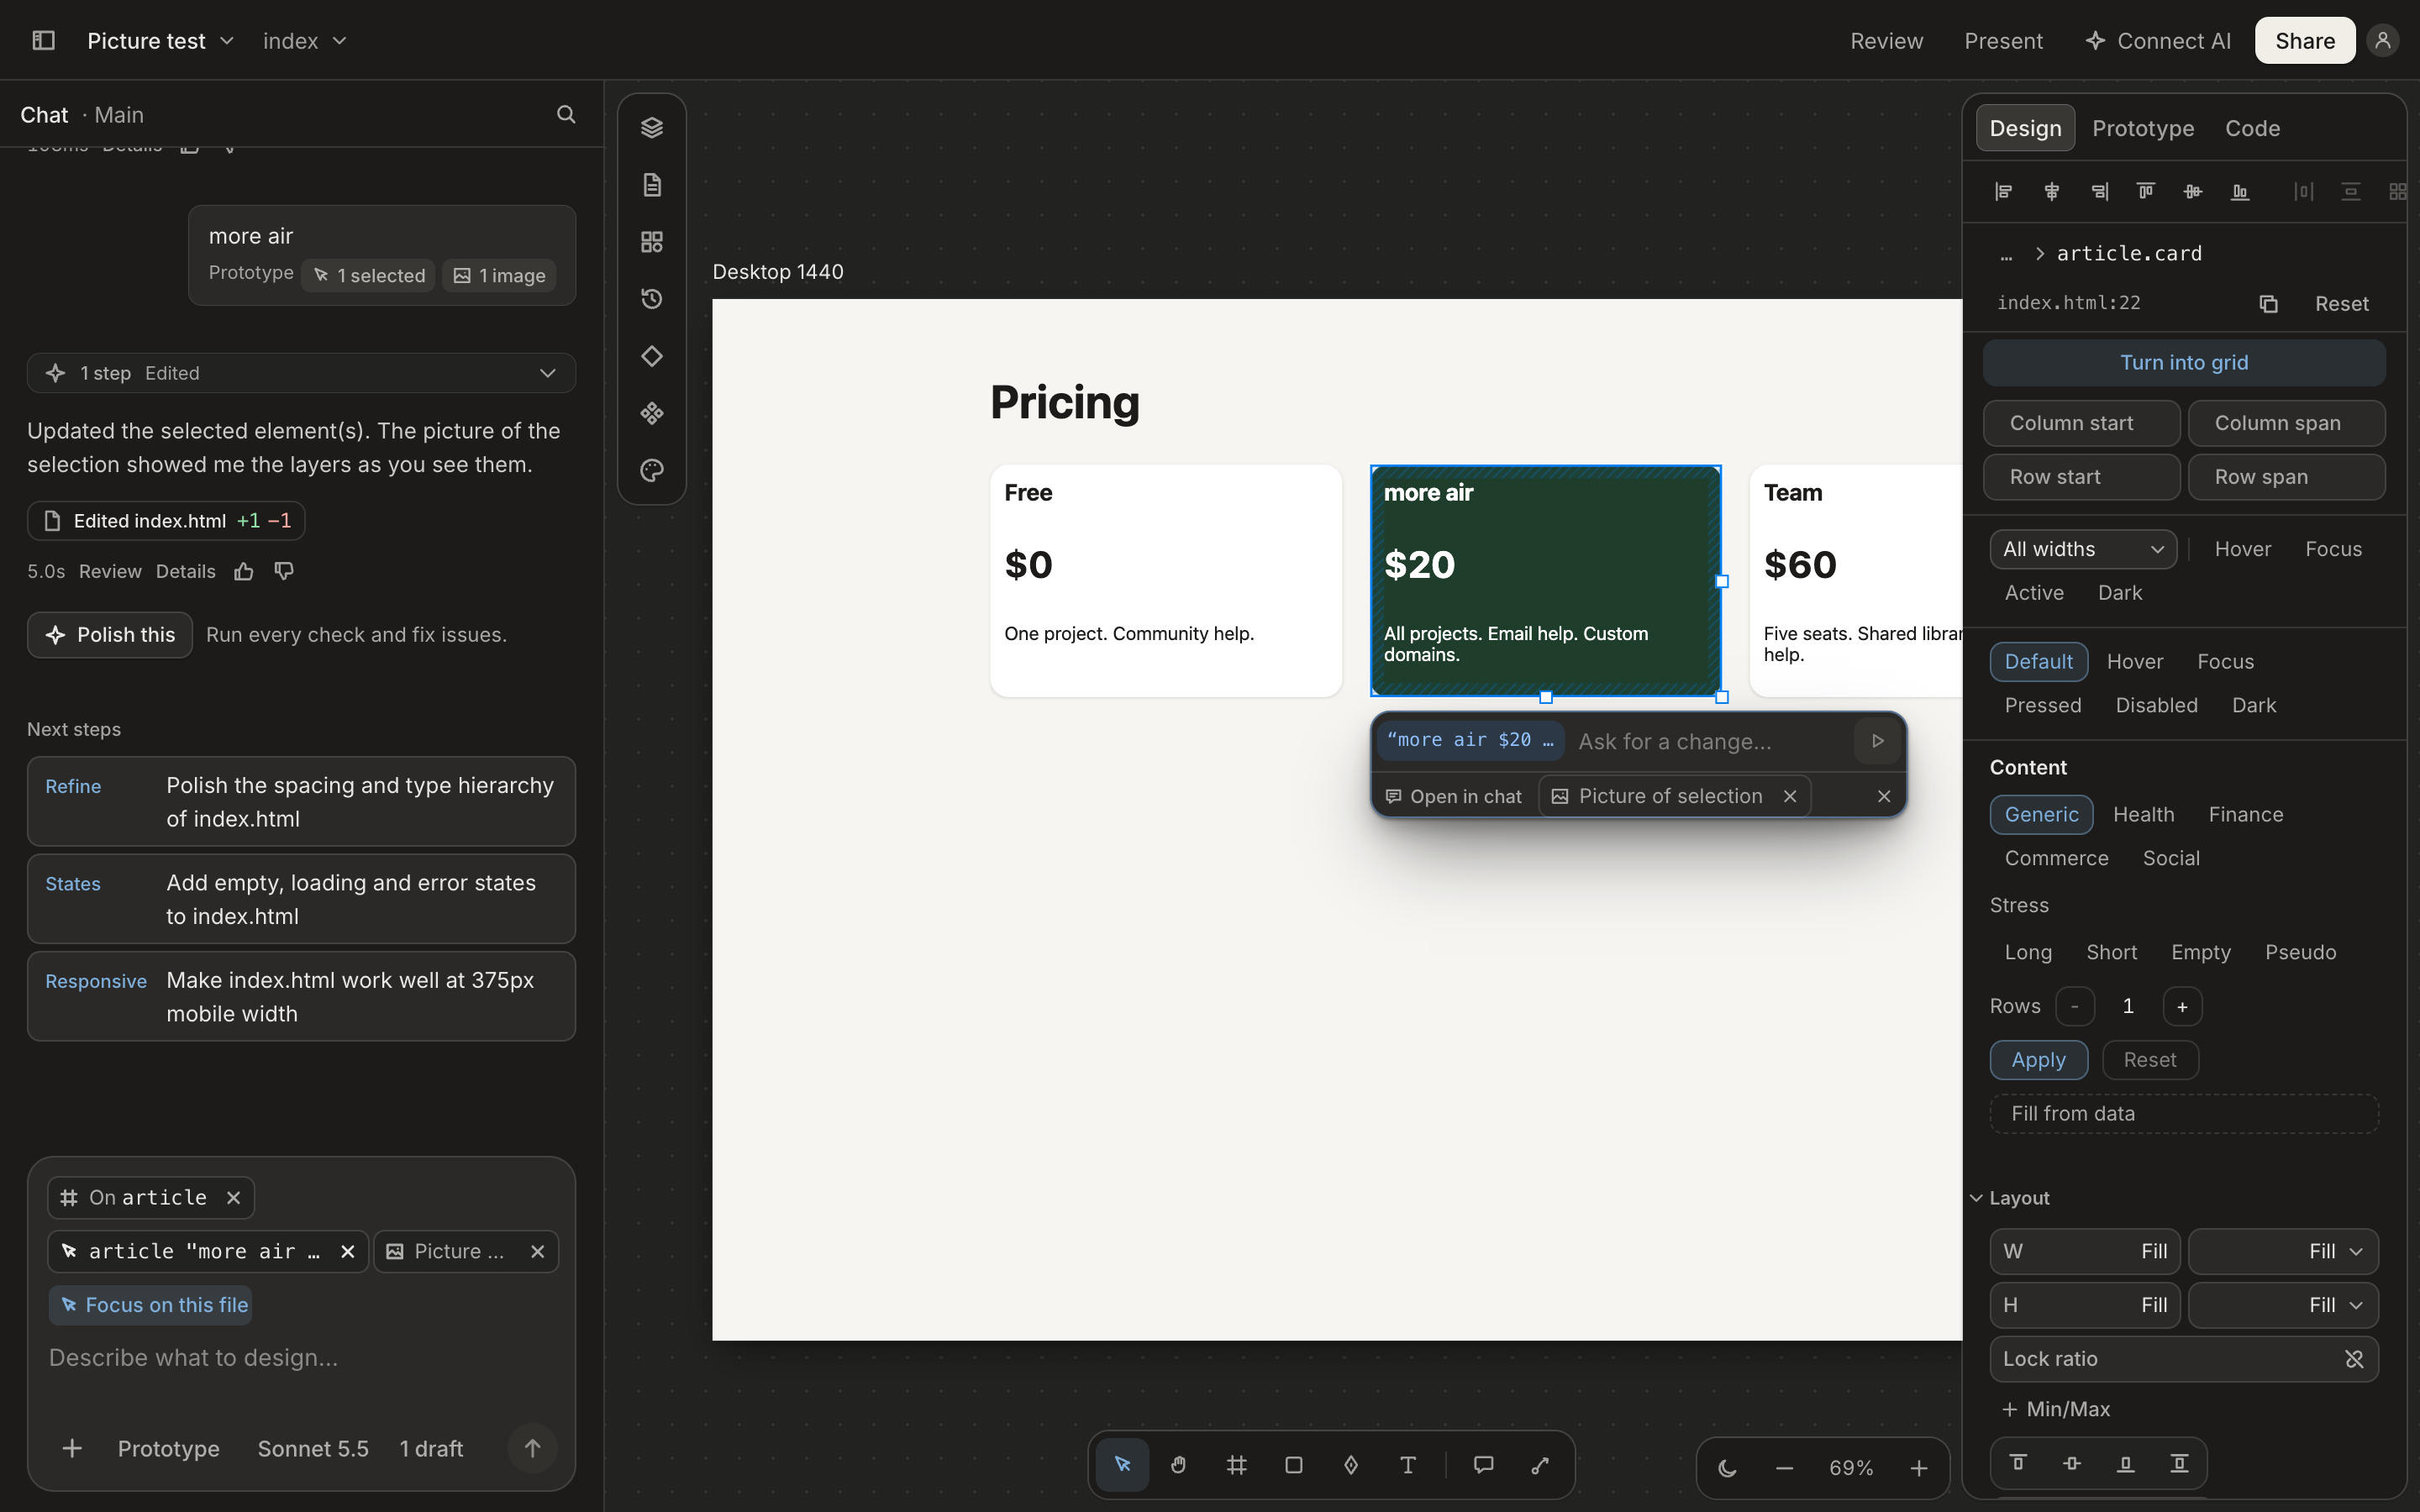 Picture test
index
Review
Present
Connect AI
Share
Chat · Main
Details
more air
Prototype
1 selected
1 image
1 step Edited
Updated the selected element(s). The picture of the
selection showed me the layers as you see them.
Edited index.html +1 −1
5.0s Review Details
Polish this
Run every check and fix issues.
Next steps
Refine
Polish the spacing and type hierarchy
of index.html
States
Add empty, loading and error states
to index.html
Responsive
Make index.html work well at 375px
mobile width
On article
article "more air …
Picture ...
Focus on this file
Describe what to design...
Prototype
Sonnet 5.5
1 draft
Desktop 1440
Pricing
Free
$0
One project. Community help.
more air
$20
All projects. Email help. Custom
domains.
Team
$60
Five seats. Shared librar
help.
“more air $20 …
Ask for a change...
Open in chat
Picture of selection
69%
Design
Prototype
Code
… > article.card
index.html:22
Reset
Turn into grid
Column start
Column span
Row start
Row span
All widths
Hover
Focus
Active
Dark
Default
Hover
Focus
Pressed
Disabled
Dark
Content
Generic
Health
Finance
Commerce
Social
Stress
Long
Short
Empty
Pseudo
Rows - 1 +
Apply
Reset
Fill from data
Layout
W Fill
Fill
H Fill
Fill
Lock ratio
+ Min/Max